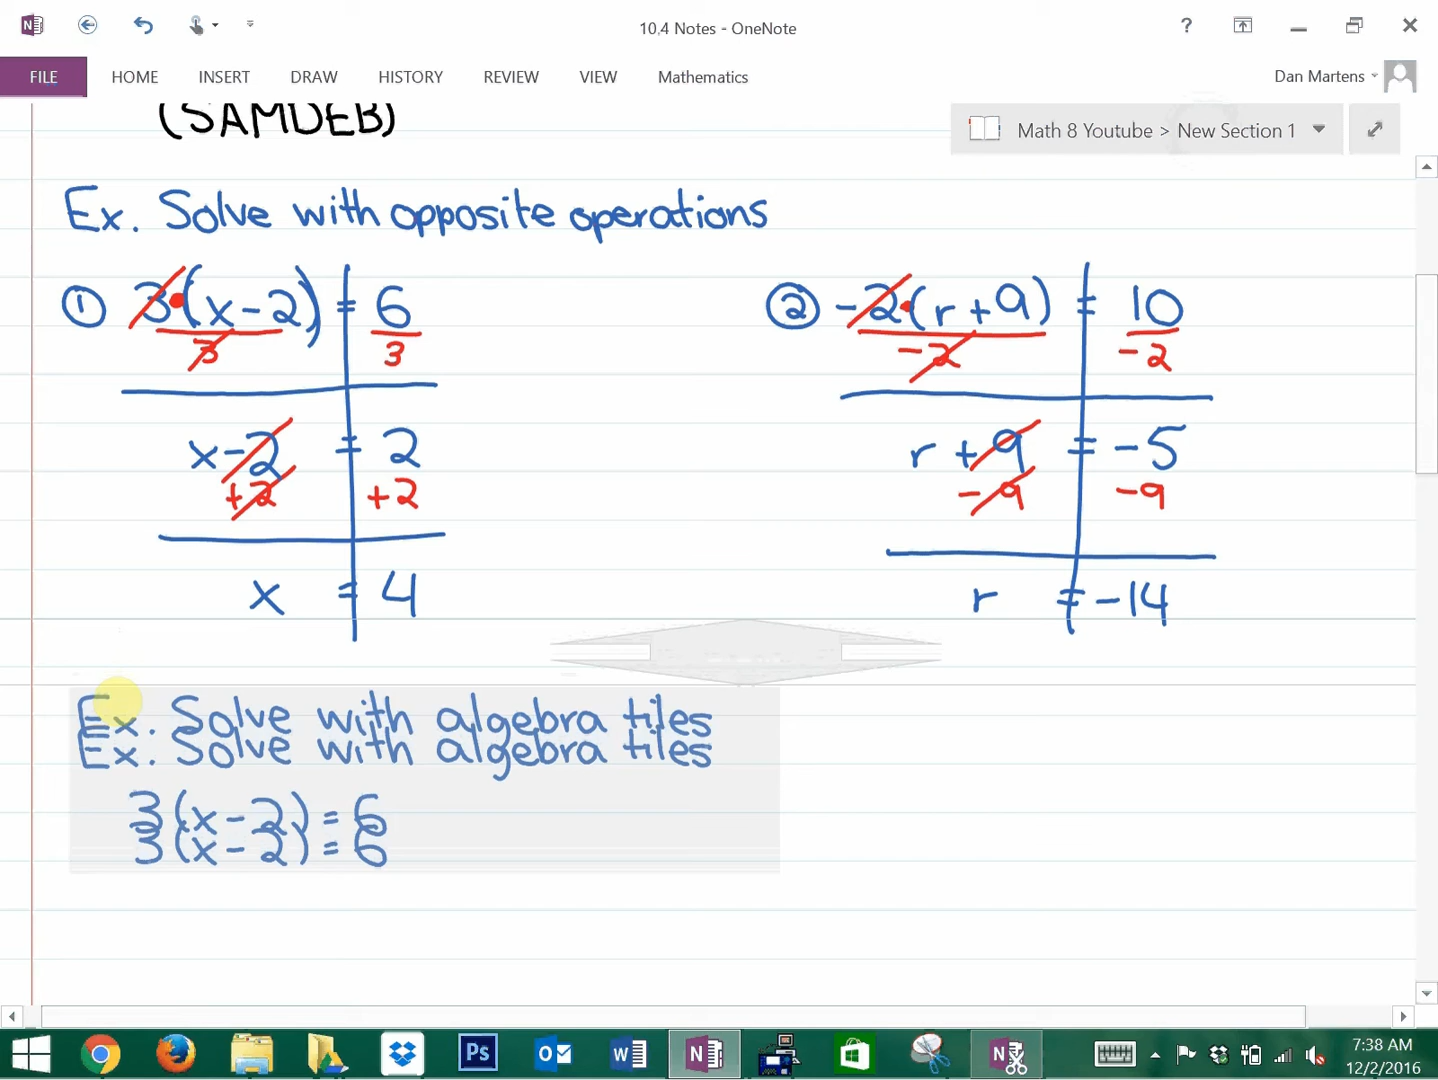 10,4 Notes - OneNote
?
FILE HOME INSERT DRAW HISTORY REVIEW VIEW Mathematics
Dan Martens
(SAMDEB)
Math 8 Youtube > New Section 1
Ex. Solve with opposite operations
① 3•(x-2) = 6
3 3
x-2 = 2
+2 +2
x = 4
② -2•(r+9) = 10
-2 -2
r+9 = -5
-9 -9
r = -14
Ex. Solve with algebra tiles
Ex. Solve with algebra tiles
3(x-2)=6
3(x-2)=6
7:38 AM
12/2/2016